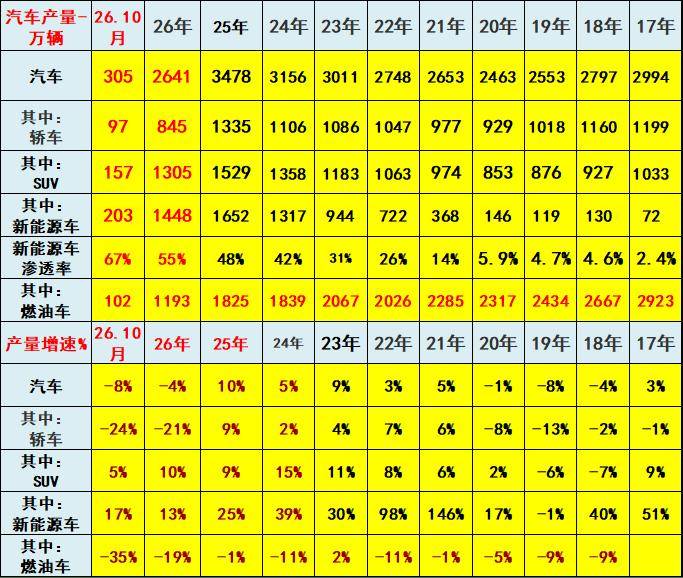 汽车产量-万辆 26.10月 26年 25年 24年 23年 22年 21年 20年 19年 18年 17年
汽车 305 2641 3478 3156 3011 2748 2653 2463 2553 2797 2994
其中:轿车 97 845 1335 1106 1086 1047 977 929 1018 1160 1199
其中:SUV 157 1305 1529 1358 1183 1063 974 853 876 927 1033
其中:新能源车 203 1448 1652 1317 944 722 368 146 119 130 72
新能源车渗透率 67% 55% 48% 42% 31% 26% 14% 5.9% 4.7% 4.6% 2.4%
其中:燃油车 102 1193 1825 1839 2067 2026 2285 2317 2434 2667 2923
产量增速% 26.10月 26年 25年 24年 23年 22年 21年 20年 19年 18年 17年
汽车 -8% -4% 10% 5% 9% 3% 5% -1% -8% -4% 3%
其中:轿车 -24% -21% 9% 2% 4% 7% 6% -8% -13% -2% -1%
其中:SUV 5% 10% 9% 15% 11% 8% 6% 2% -6% -7% 9%
其中:新能源车 17% 13% 25% 39% 30% 98% 146% 17% -1% 40% 51%
其中:燃油车 -35% -19% -1% -11% 2% -11% -1% -5% -9% -9%